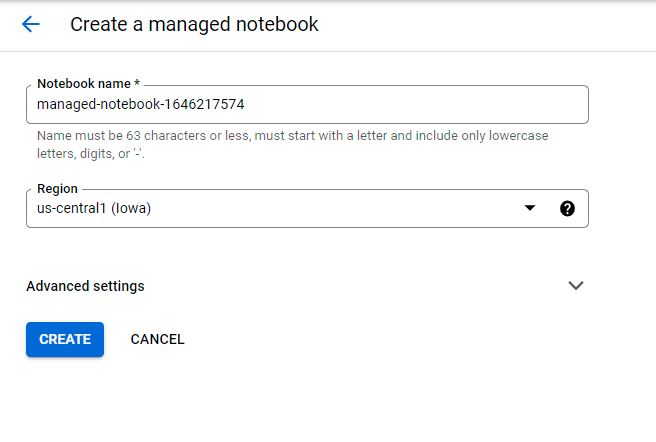 Create a managed notebook
Notebook name *
managed-notebook-1646217574
Name must be 63 characters or less, must start with a letter and include only lowercase
letters, digits, or '-'.
Region
us-central1 (Iowa)
Advanced settings
CREATE CANCEL